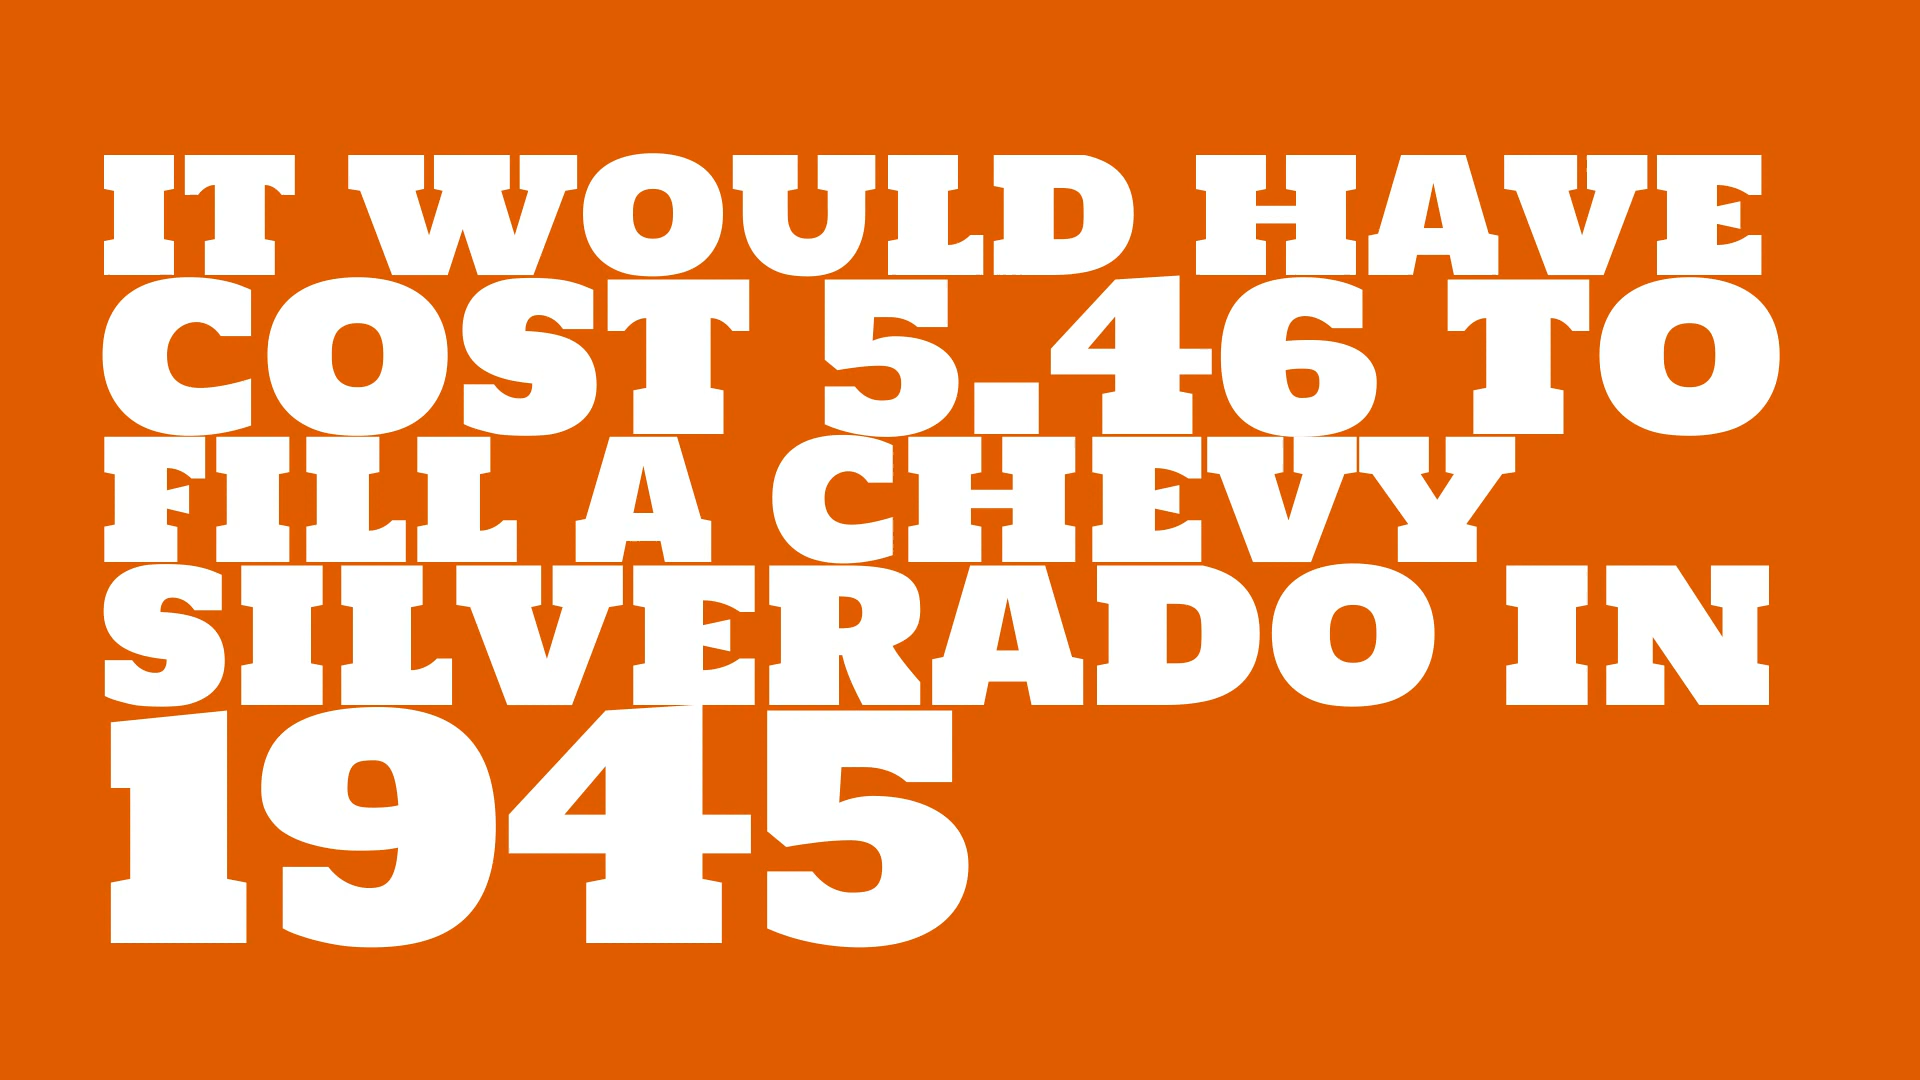 IT WOULD HAVE
COST 5.46 TO
FILL A CHEVY
SILVERADO IN
1945